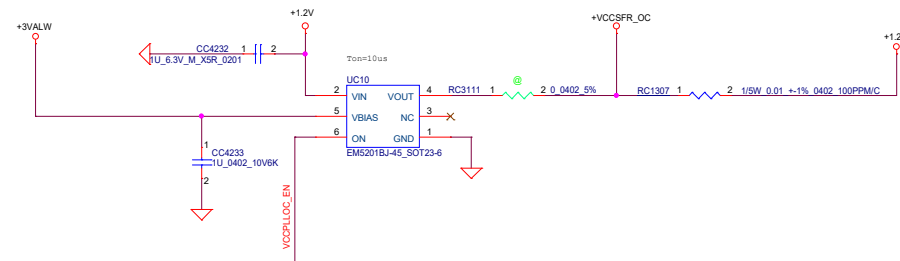 +3VALW
+1.2V
+VCCSFR_OC
+1.2
CC4232 1 2
1U_6.3V_M_X5R_0201
Ton=10us
UC10
@
2 VIN VOUT 4 RC3111 1 2 0_0402_5% RC1307 1 2 1/5W_0.01_+-1%_0402_100PPM/C
5 VBIAS NC 3
6 ON GND 1
EM5201BJ-45_SOT23-6
1
CC4233
1U_0402_10V6K
2
VCCPLLOC_EN